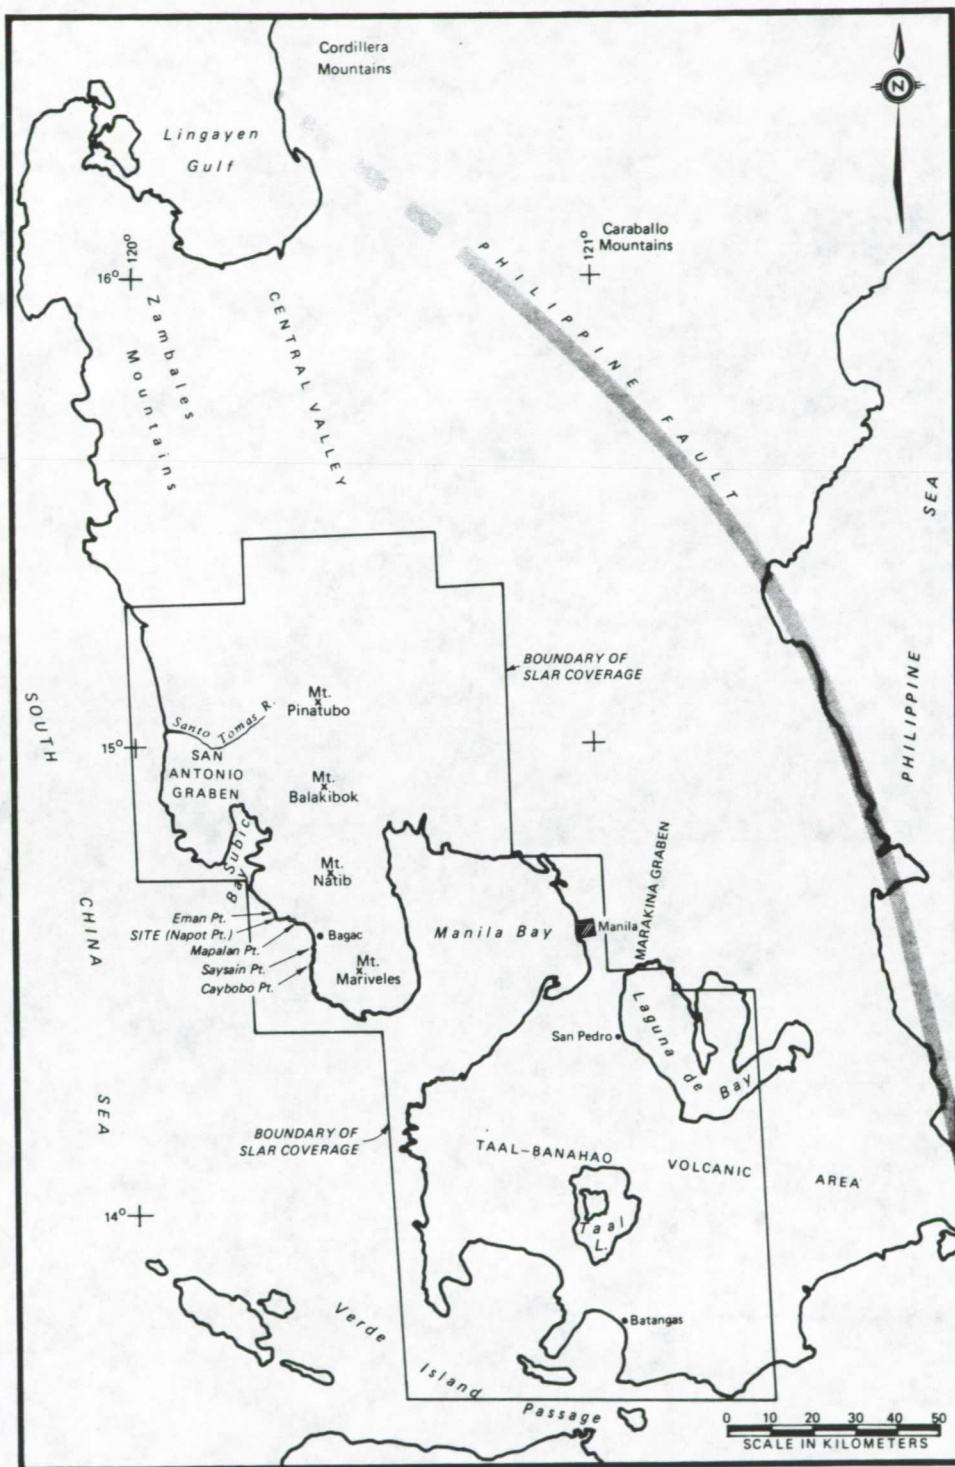 Cordillera
Mountains
N
Lingayen
Gulf
PHILIPPINE FAULT
Caraballo
Mountains
120°
121°
16°
Zambales
Mountains
CENTRAL VALLEY
PHILIPPINE SEA
BOUNDARY OF
SLAR COVERAGE
SOUTH CHINA SEA
Mt.
Pinatubo
Santo Tomas R.
15°
SAN
ANTONIO
GRABEN
Mt.
Balakibok
Subic
Bay
Mt.
Natib
MARAKINA GRABEN
Eman Pt.
SITE (Napot Pt.)
Bagac
Manila Bay
Manila
Mapalan Pt.
Saysain Pt.
Caybobo Pt.
Mt.
Mariveles
San Pedro
Laguna de Bay
BOUNDARY OF
SLAR COVERAGE
TAAL-BANAHAO VOLCANIC AREA
14°
Taal
L.
Batangas
Verde Island Passage
0 10 20 30 40 50
SCALE IN KILOMETERS